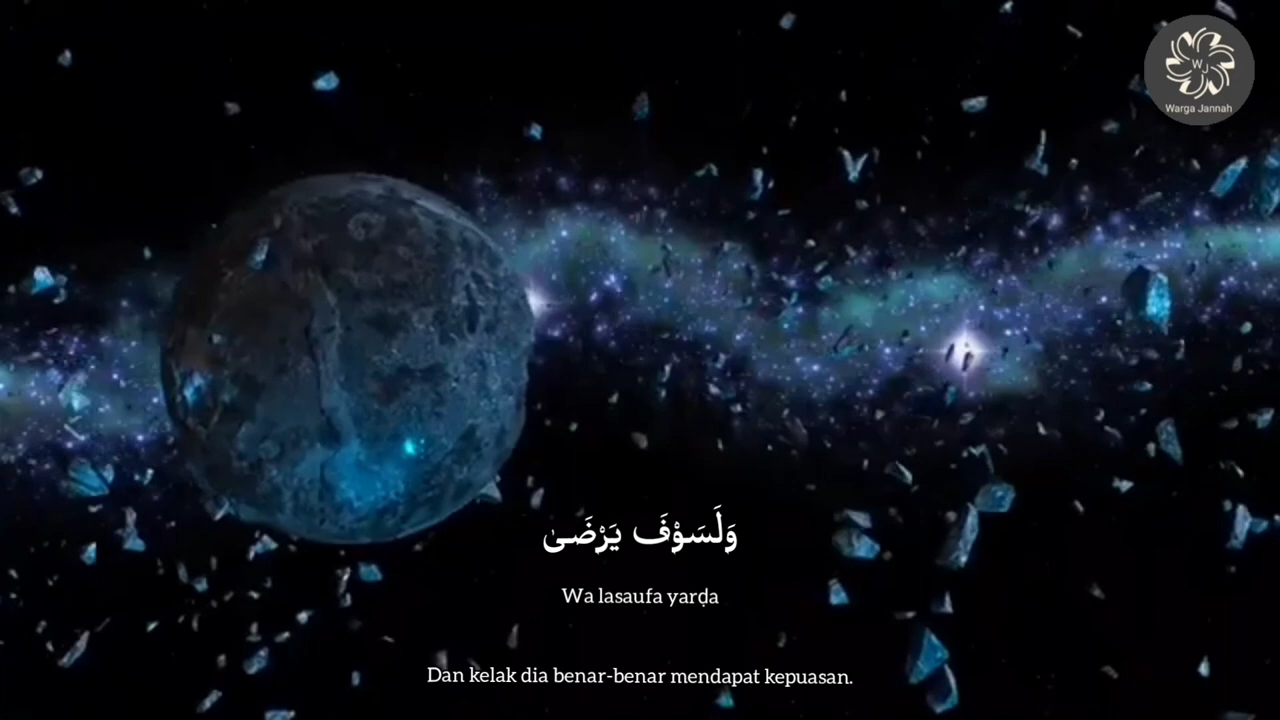 W J
Warga Jannah
وَلَسَوْفَ يَرْضَىٰ
Wa lasaufa yarḍa
Dan kelak dia benar-benar mendapat kepuasan.